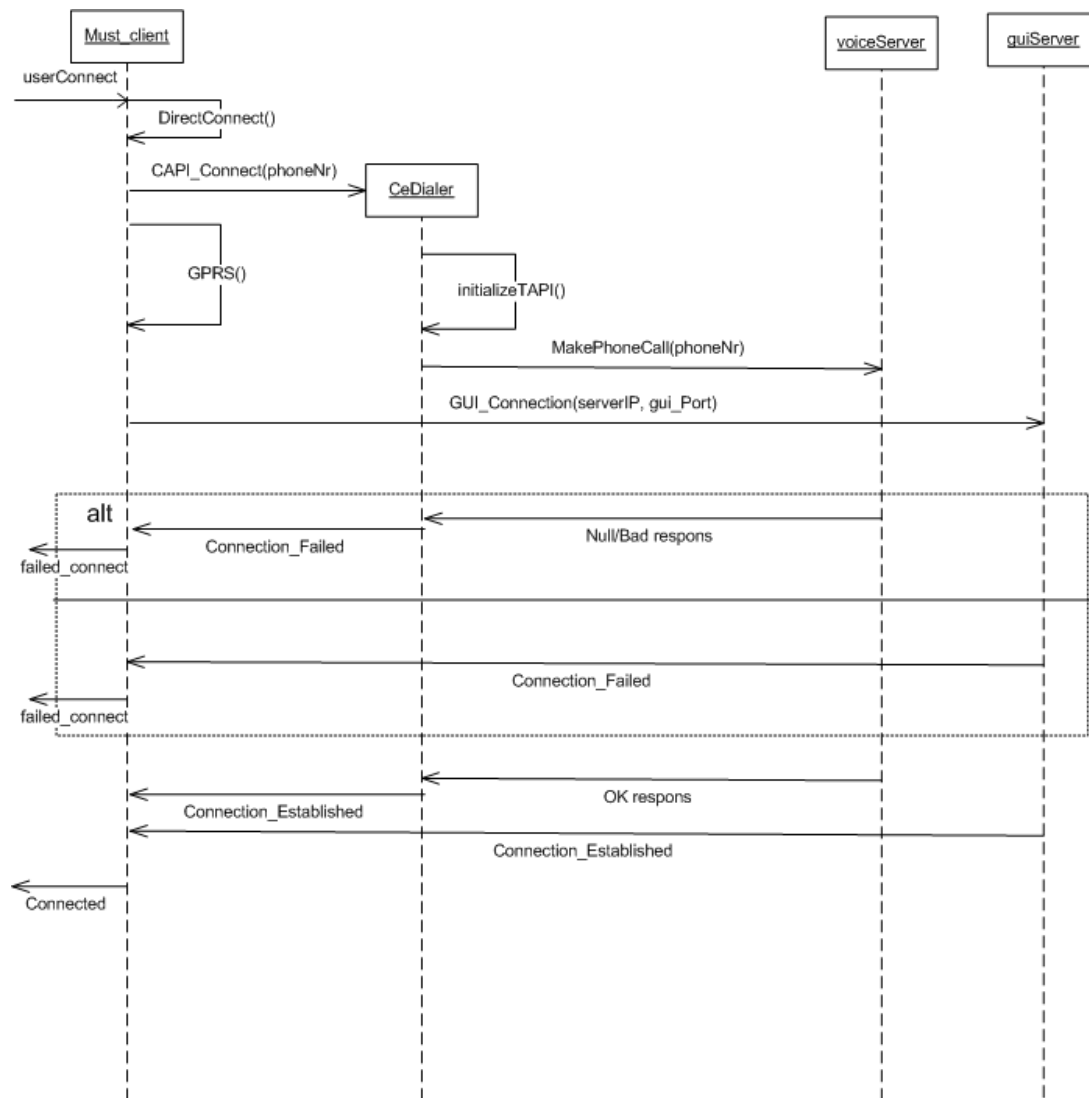 Must_client
voiceServer
guiServer
userConnect
DirectConnect()
CAPI_Connect(phoneNr)
CeDialer
GPRS()
initializeTAPI()
MakePhoneCall(phoneNr)
GUI_Connection(serverIP, gui_Port)
alt
Null/Bad respons
Connection_Failed
failed_connect
Connection_Failed
failed_connect
OK respons
Connection_Established
Connection_Established
Connected